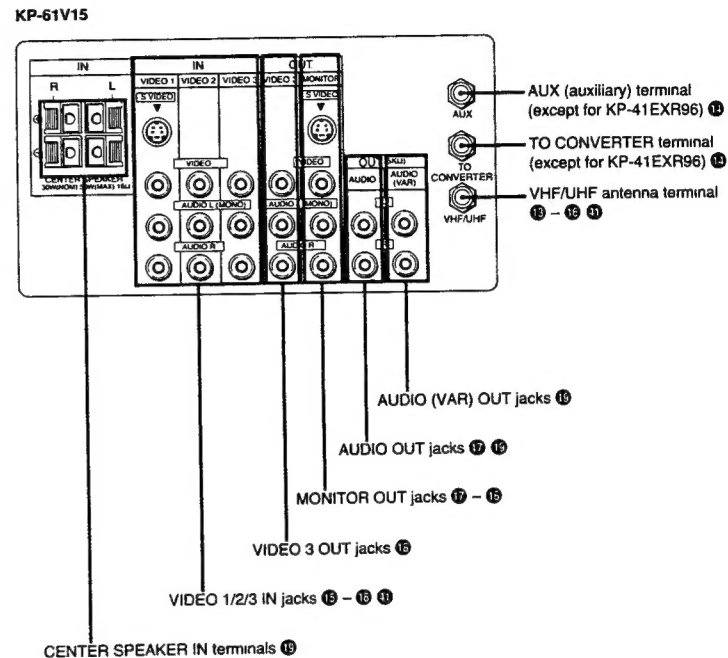 KP-61V15
IN
R L
CENTER SPEAKER
IN
VIDEO 1 VIDEO 2 VIDEO 3
S VIDEO
VIDEO
AUDIO L (MONO)
AUDIO R
OUT
VIDEO 3 MONITOR
S VIDEO
VIDEO
AUDIO L (MONO)
AUDIO R
OUT
AUDIO AUDIO (VAR)
AUX
TO CONVERTER
VHF/UHF
AUX (auxiliary) terminal
(except for KP-41EXR96)
TO CONVERTER terminal
(except for KP-41EXR96) ⓮
VHF/UHF antenna terminal
AUDIO (VAR) OUT jacks ⓳
AUDIO OUT jacks ⓱ ⓳
MONITOR OUT jacks ⓱ –
VIDEO 3 OUT jacks
VIDEO 1/2/3 IN jacks
CENTER SPEAKER IN terminals ⓳